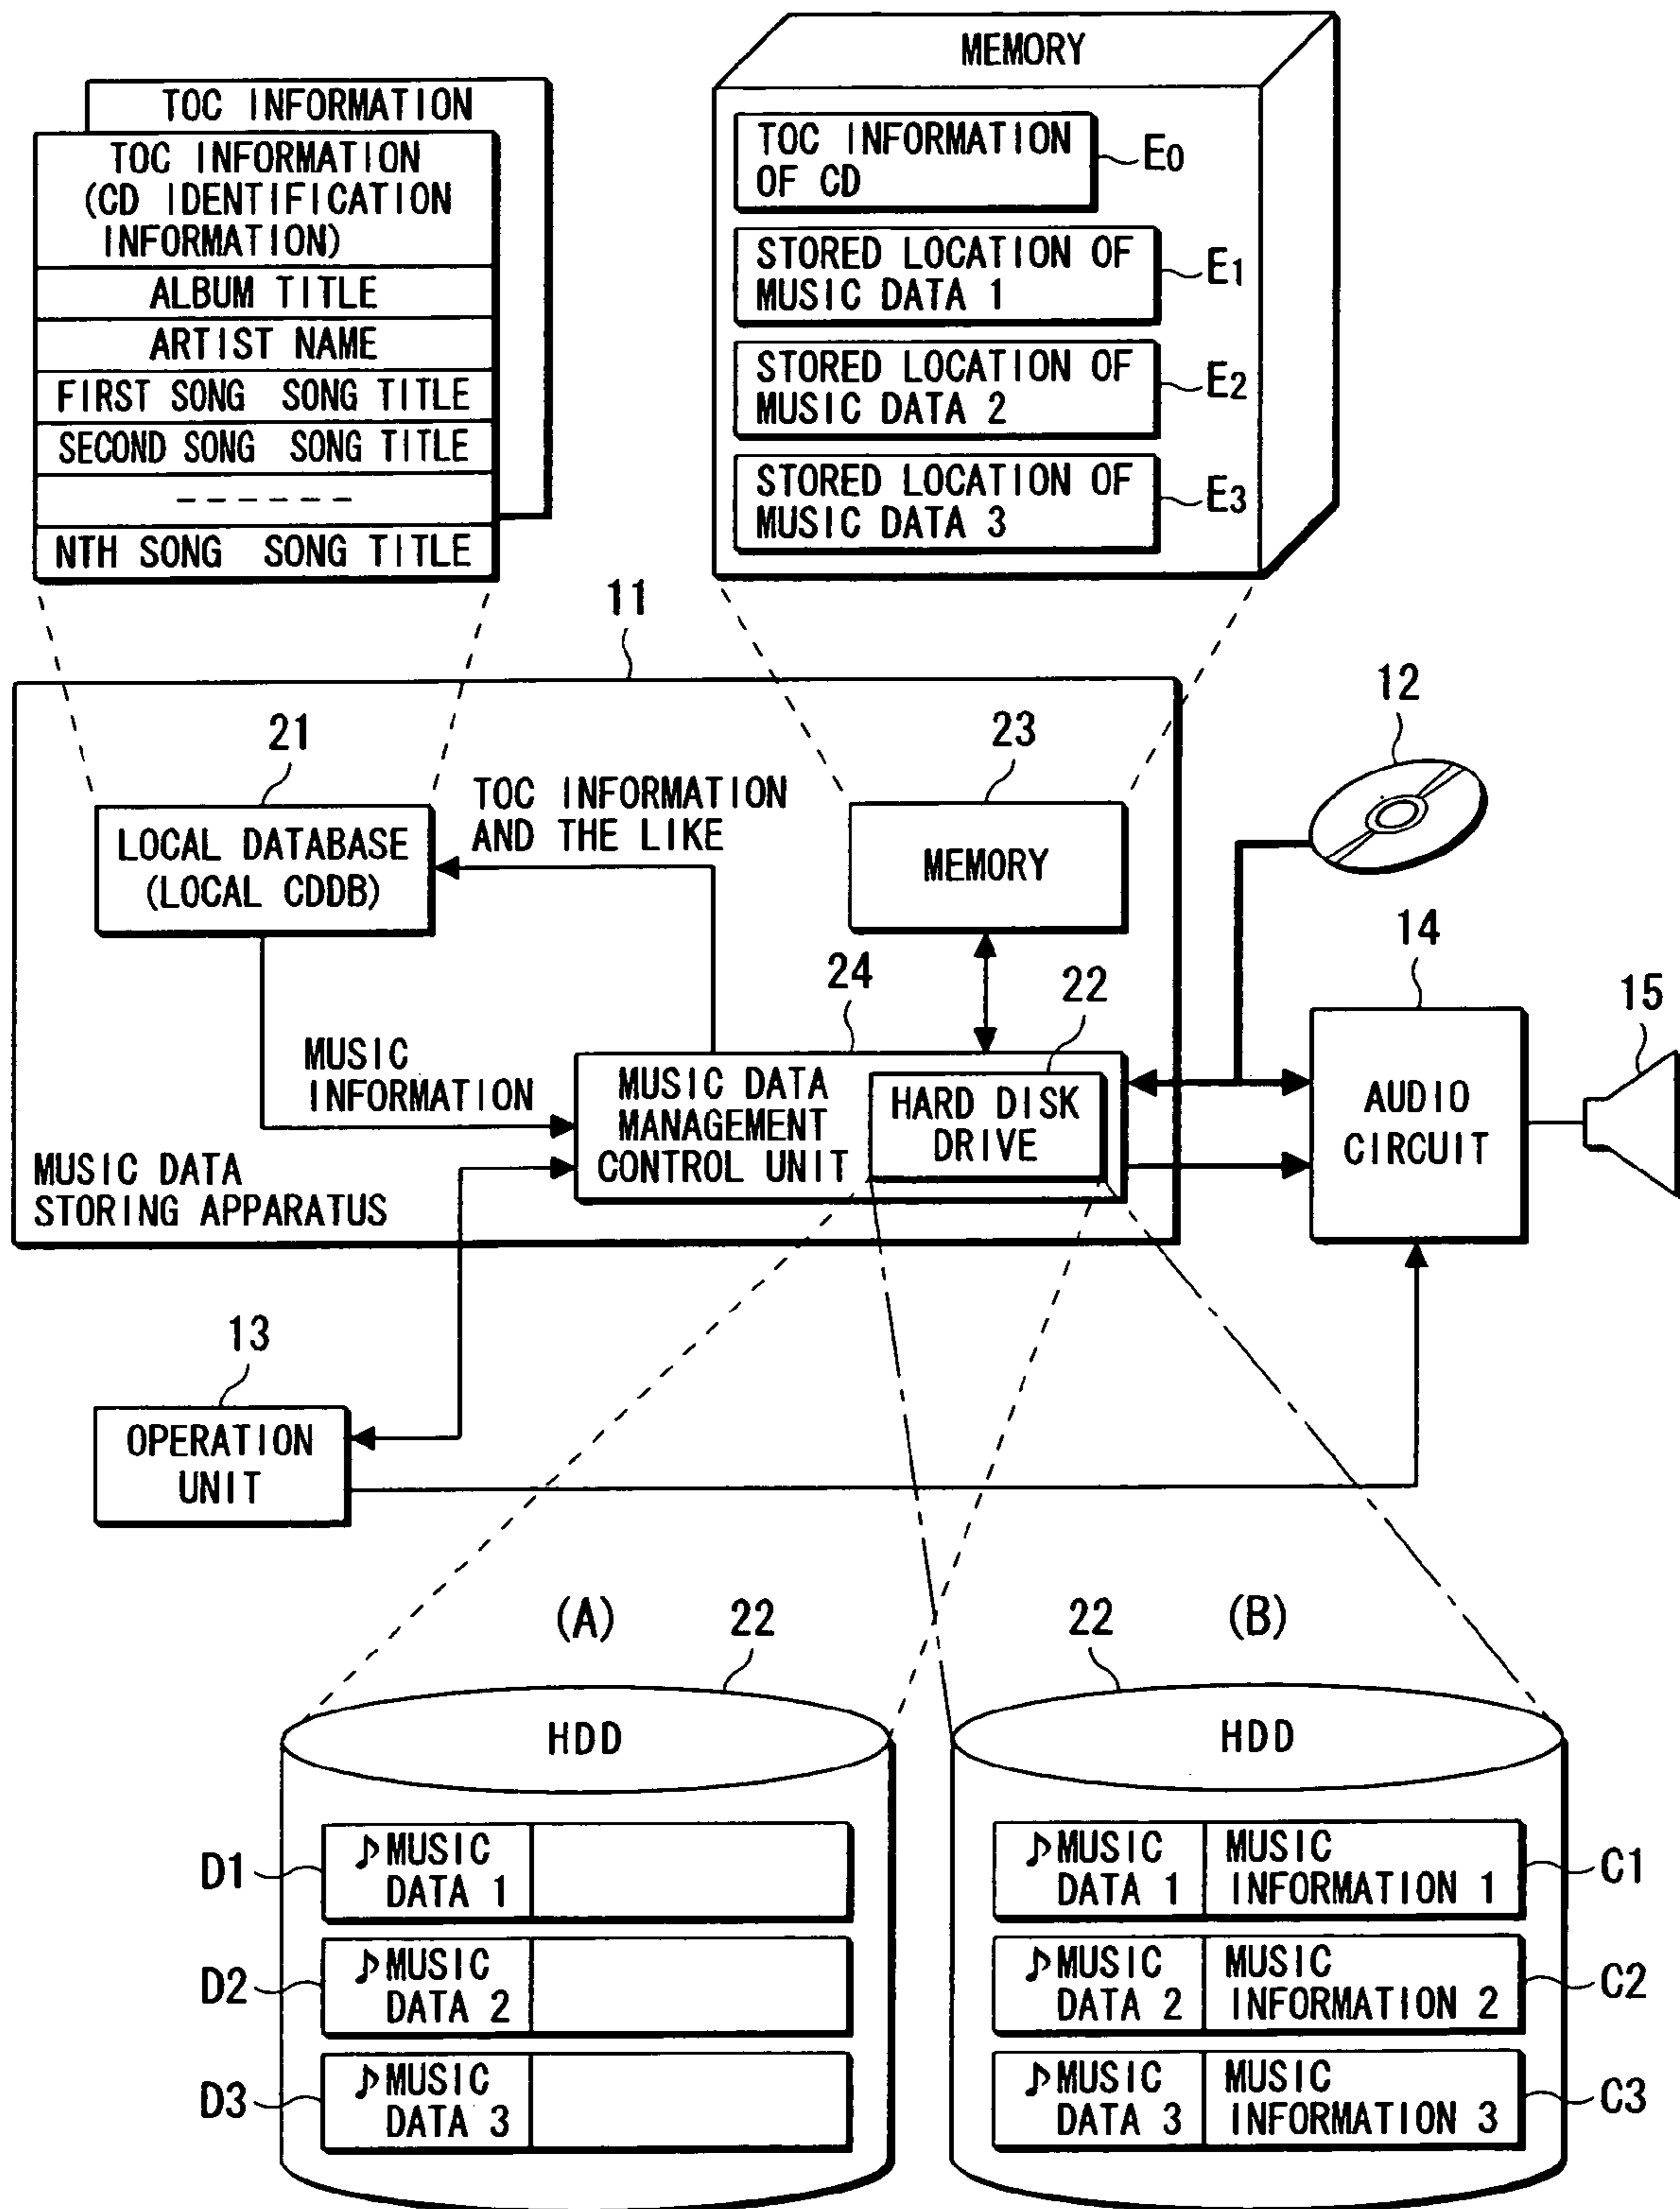 TOC INFORMATION
TOC INFORMATION
(CD IDENTIFICATION
INFORMATION)
ALBUM TITLE
ARTIST NAME
FIRST SONG SONG TITLE
SECOND SONG SONG TITLE
------
NTH SONG SONG TITLE
MEMORY
TOC INFORMATION
OF CD
E0
STORED LOCATION OF
MUSIC DATA 1
E1
STORED LOCATION OF
MUSIC DATA 2
E2
STORED LOCATION OF
MUSIC DATA 3
E3
11
12
21
23
TOC INFORMATION
AND THE LIKE
LOCAL DATABASE
(LOCAL CDDB)
MEMORY
14
24
22
15
MUSIC
INFORMATION
MUSIC DATA
MANAGEMENT
CONTROL UNIT
HARD DISK
DRIVE
AUDIO
CIRCUIT
MUSIC DATA
STORING APPARATUS
13
OPERATION
UNIT
(A)
22
22
(B)
HDD
HDD
D1
♪MUSIC
DATA 1
D2
♪MUSIC
DATA 2
D3
♪MUSIC
DATA 3
♪MUSIC
DATA 1
MUSIC
INFORMATION 1
C1
♪MUSIC
DATA 2
MUSIC
INFORMATION 2
C2
♪MUSIC
DATA 3
MUSIC
INFORMATION 3
C3